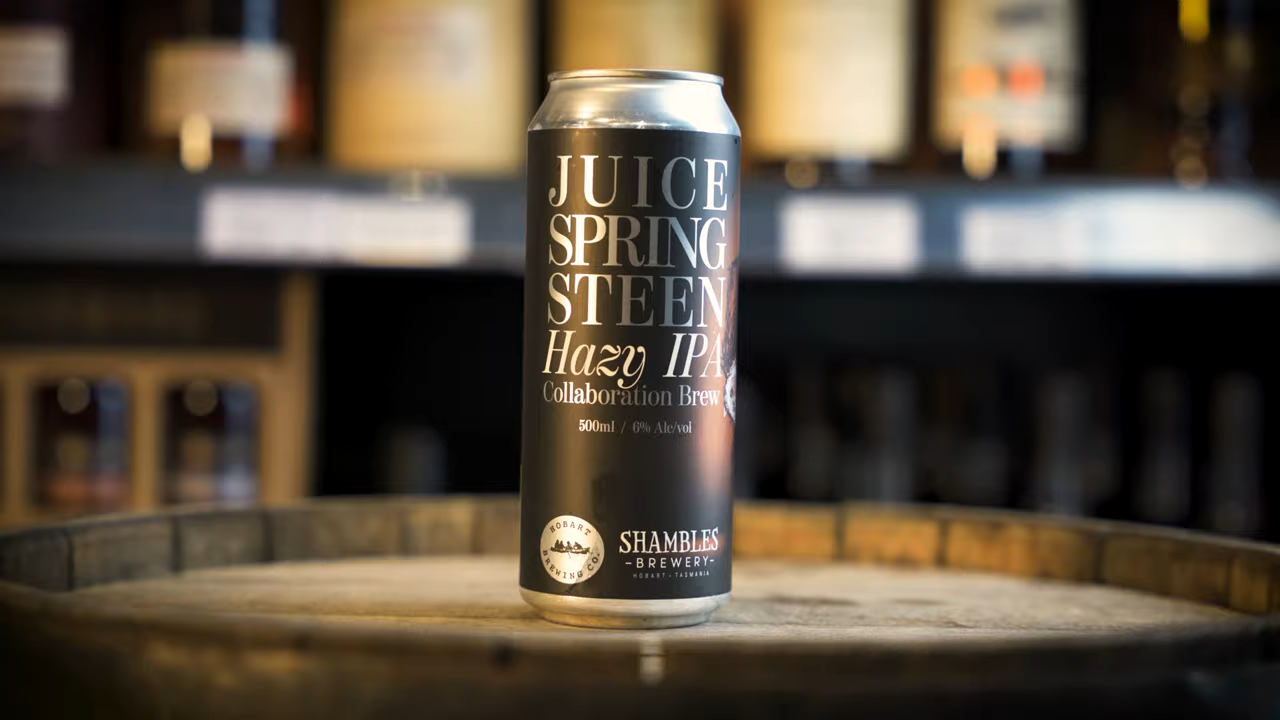 JUICE
SPRING
STEEN
Hazy IPA
Collaboration Brew
500ml / 6% Alc/vol
HOBART
BREWING CO.
SHAMBLES
-BREWERY-
HOBART • TASMANIA